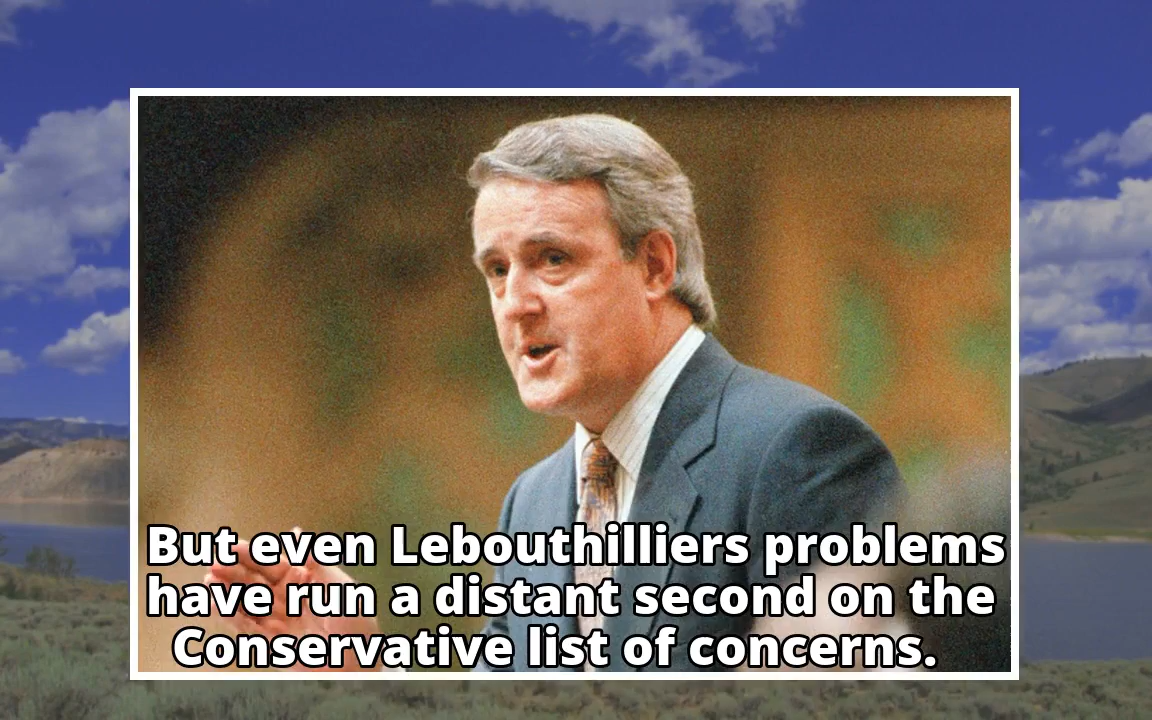 But even Lebouthilliers problems
have run a distant second on the
Conservative list of concerns.